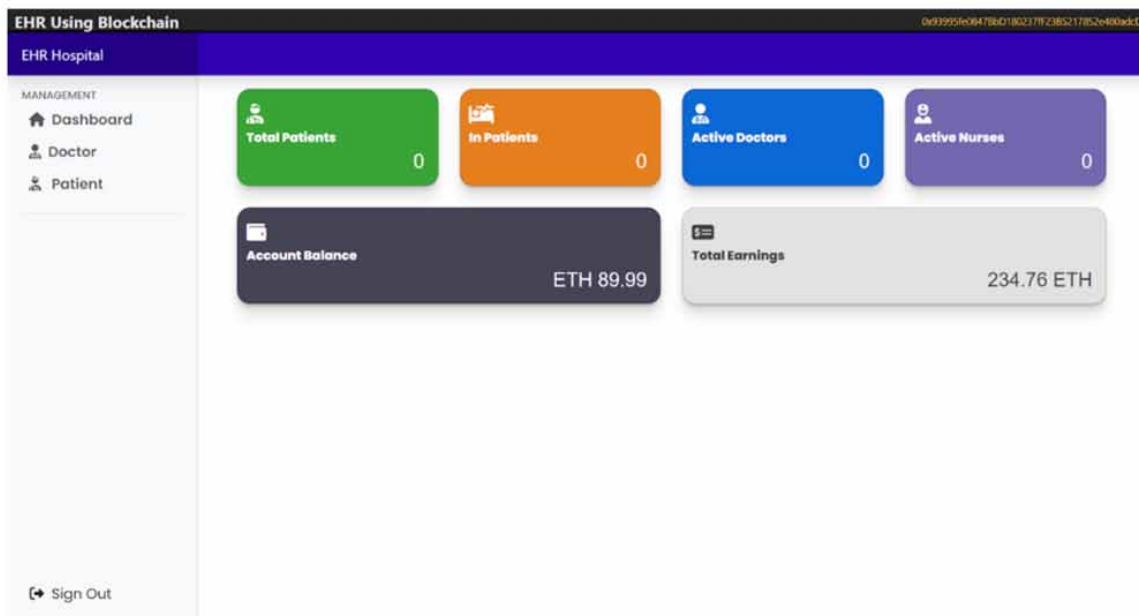 EHR Using Blockchain
EHR Hospital
MANAGEMENT
Dashboard
Doctor
Patient
Sign Out
Total Patients
0
In Patients
0
Active Doctors
0
Active Nurses
0
Account Balance
ETH 89.99
Total Earnings
234.76 ETH